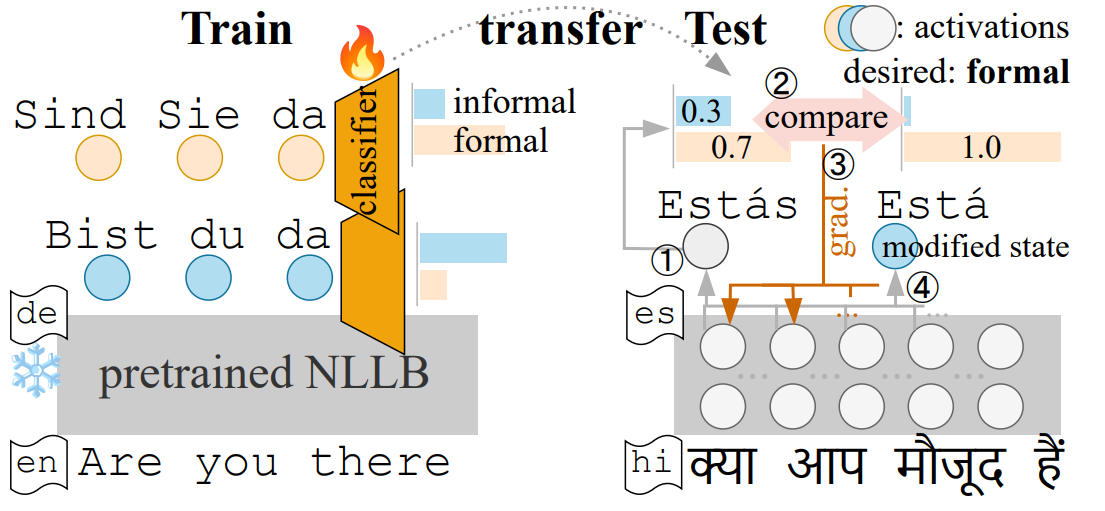 Train
transfer
Test
: activations
desired: formal
Sind Sie da
classifier
informal
formal
Bist du da
de
pretrained NLLB
en
Are you there
0.3
0.7
②
compare
1.0
③
grad.
Estás
Está
①
modified state
④
es
...
hi
क्या आप मौजूद हैं